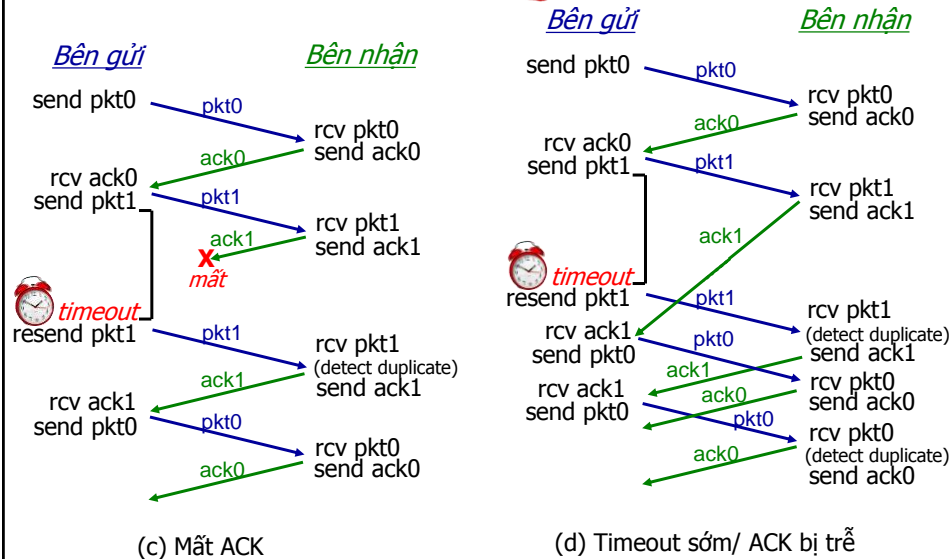 Bên gửi
Bên nhận
send pkt0
pkt0
rcv pkt0
send ack0
ack0
rcv ack0
send pkt1
pkt1
rcv pkt1
send ack1
ack1
X
mất
timeout
resend pkt1
pkt1
rcv pkt1
(detect duplicate)
send ack1
ack1
rcv ack1
send pkt0
pkt0
rcv pkt0
send ack0
ack0
(c) Mất ACK
Bên gửi
Bên nhận
send pkt0
pkt0
rcv pkt0
send ack0
ack0
rcv ack0
send pkt1
pkt1
rcv pkt1
send ack1
ack1
timeout
resend pkt1
pkt1
rcv pkt1
(detect duplicate)
send ack1
rcv ack1
send pkt0
pkt0
ack1
rcv pkt0
send ack0
rcv ack1
send pkt0
ack0
pkt0
rcv pkt0
(detect duplicate)
send ack0
ack0
(d) Timeout sớm/ ACK bị trễ